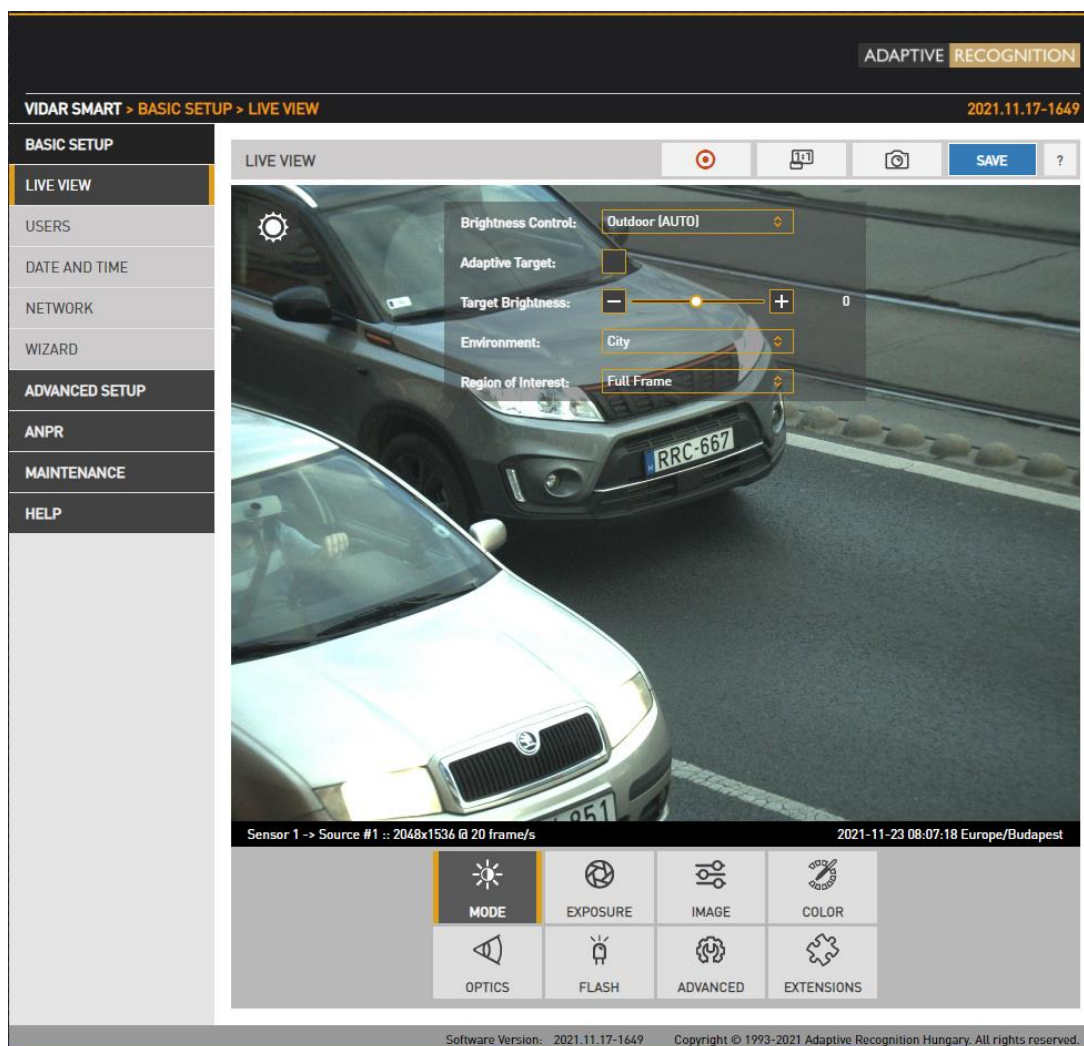 ADAPTIVE RECOGNITION
VIDAR SMART > BASIC SETUP > LIVE VIEW 2021.11.17-1649
BASIC SETUP
LIVE VIEW
USERS
DATE AND TIME
NETWORK
WIZARD
ADVANCED SETUP
ANPR
MAINTENANCE
HELP
LIVE VIEW 1:1 SAVE ?
Brightness Control: Outdoor (AUTO)
Adaptive Target:
Target Brightness: 0
Environment: City
Region of Interest: Full Frame
H RRC-667
851
Sensor 1 -> Source #1 :: 2048x1536 @ 20 frame/s 2021-11-23 08:07:18 Europe/Budapest
MODE EXPOSURE IMAGE COLOR
OPTICS FLASH ADVANCED EXTENSIONS
Software Version: 2021.11.17-1649 Copyright © 1993-2021 Adaptive Recognition Hungary. All rights reserved.